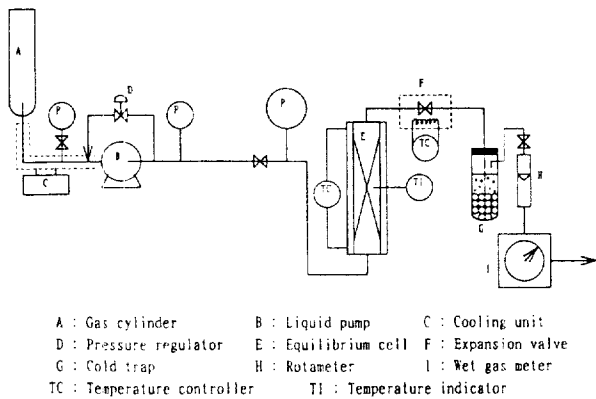 A
P
D
P
P
F
B
C
E
TC
TC
TI
G
H
I
A : Gas cylinder B : Liquid pump C : Cooling unit
D : Pressure regulator E : Equilibrium cell F : Expansion valve
G : Cold trap H : Rotameter I : Wet gas meter
TC : Temperature controller TI : Temperature indicator